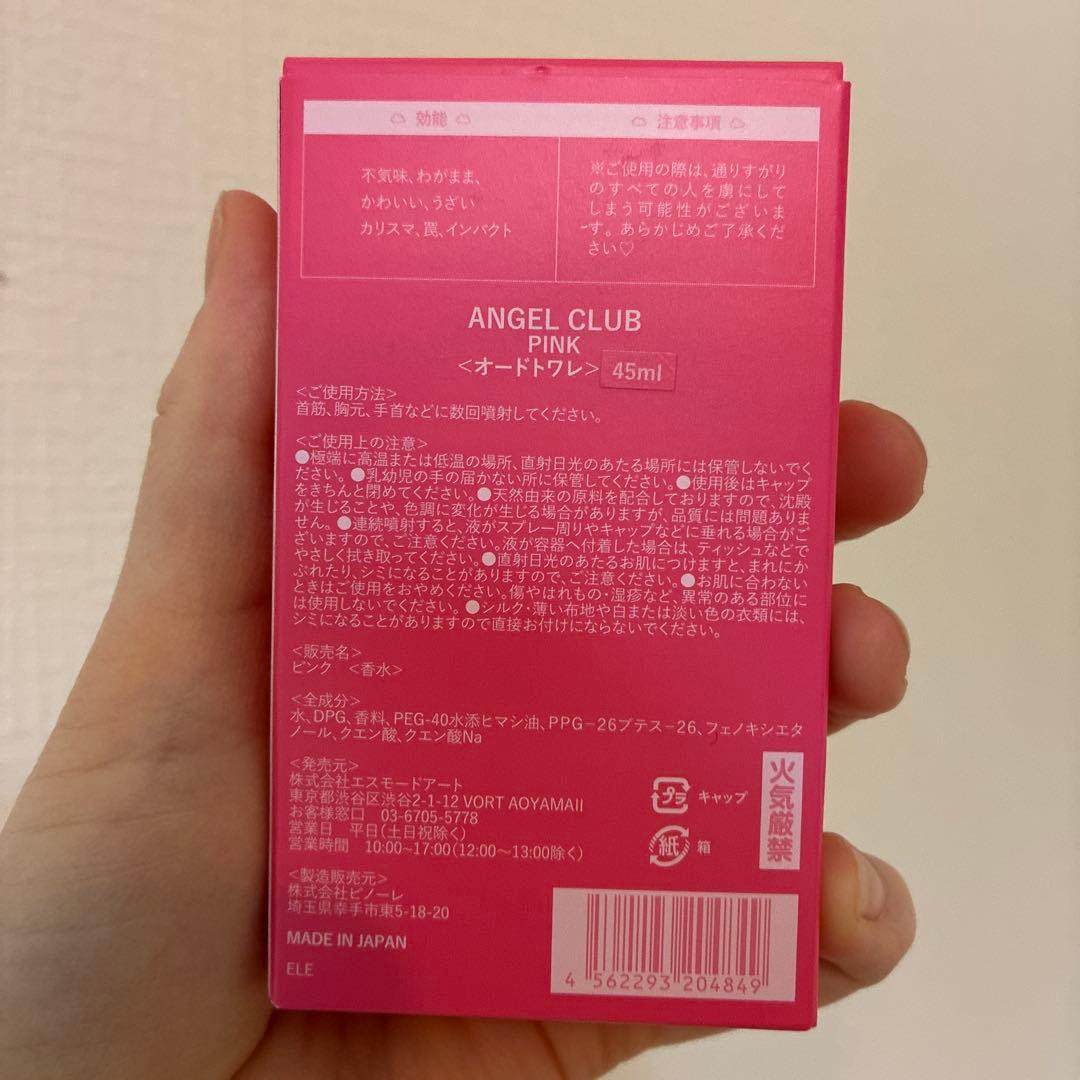 効能
不気味、わがまま、
かわいい、うざい
カリスマ、罠、インパクト
注意事項
※ご使用の際は、通りすがり
のすべての人を虜にして
しまう可能性がございま
す。あらかじめご了承くだ
さい♡
ANGEL CLUB
PINK
<オードトワレ> 45ml
<ご使用方法>
首筋、胸元、手首などに数回噴射してください。
<ご使用上の注意>
●極端に高温または低温の場所、直射日光のあたる場所には保管しないでく
ださい。●乳幼児の手の届かない所に保管してください。●使用後はキャップ
をきちんと閉めてください。●天然由来の原料を配合しておりますので、沈殿
が生じることや、色調に変化が生じる場合がありますが、品質には問題ありま
せん。●連続噴射すると、液がスプレー周りやキャップなどに垂れる場合がご
ざいますので、ご注意ください。液が容器へ付着した場合は、ティッシュなどで
やさしく拭き取ってください。●直射日光のあたるお肌につけますと、まれにか
ぶれたり、シミになることがありますので、ご注意ください。●お肌に合わない
ときはご使用をおやめください。傷やはれもの・湿疹など、異常のある部位に
は使用しないでください。●シルク・薄い布地や白または淡い色の衣類には、
シミになることがありますので直接お付けにならないでください。
<販売名>
ピンク <香水>
<全成分>
水、DPG、香料、PEG-40水添ヒマシ油、PPG-26ブテス-26、フェノキシエタ
ノール、クエン酸、クエン酸Na
<発売元>
株式会社エスモードアート
東京都渋谷区渋谷2-1-12 VORT AOYAMAII
お客様窓口 03-6705-5778
営業日 平日(土日祝除く)
営業時間 10:00~17:00(12:00~13:00除く)
プラ キャップ
紙 箱
火気厳禁
<製造販売元>
株式会社ピノーレ
埼玉県幸手市東5-18-20
MADE IN JAPAN
ELE
4 562293 204849